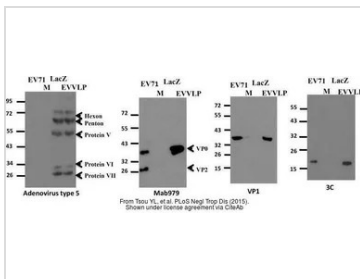 EV71 LacZ
M EVVLP
95
72
55
43
34
26
Hexon
Penton
Protein V
Protein VI
Protein VII
Adenovirus type 5
EV71 LacZ
M EVVLP
72
55
43
34
26
VP0
VP2
Mab979
EV71 LacZ
M EVVLP
55
43
34
26
VP1
EV71 LacZ
M EVVLP
55
43
34
26
15
3C
From Tsou YL, et al. PLoS Negl Trop Dis (2015).
Shown under license agreement via CiteAb